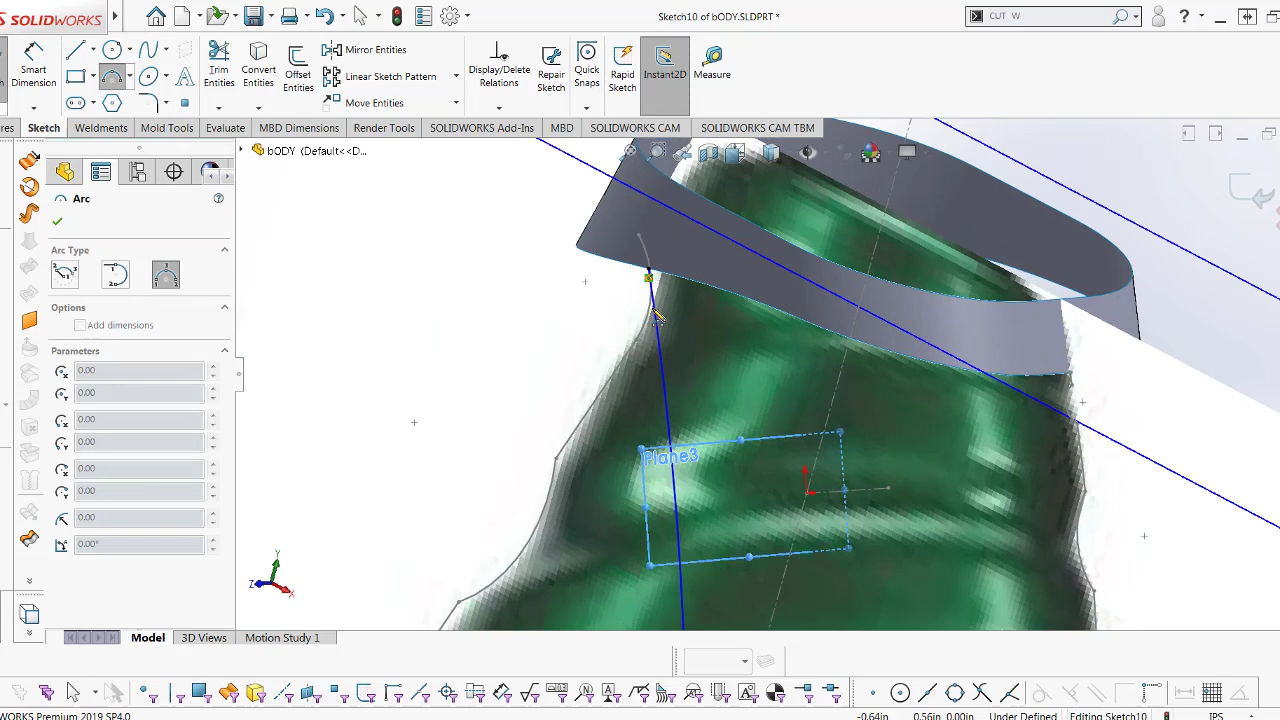 SOLIDWORKS
Sketch10 of bODY.SLDPRT *
CUT W
?
Smart Dimension
Trim Entities
Convert Entities
Offset Entities
Mirror Entities
Linear Sketch Pattern
Move Entities
Display/Delete Relations
Repair Sketch
Quick Snaps
Rapid Sketch
Instant2D
Measure
res
Sketch
Weldments
Mold Tools
Evaluate
MBD Dimensions
Render Tools
SOLIDWORKS Add-Ins
MBD
SOLIDWORKS CAM
SOLIDWORKS CAM TBM
bODY (Default<<D...
Arc
Arc Type
Options
Add dimensions
Parameters
0.00
0.00
0.00
0.00
0.00
0.00
0.00
0.00°
Plane3
Y
Z
X
Model
3D Views
Motion Study 1
WORKS Premium 2019 SP4.0
-0.64in
0.56in
0.00in
Under Defined
Editing Sketch10
IPS